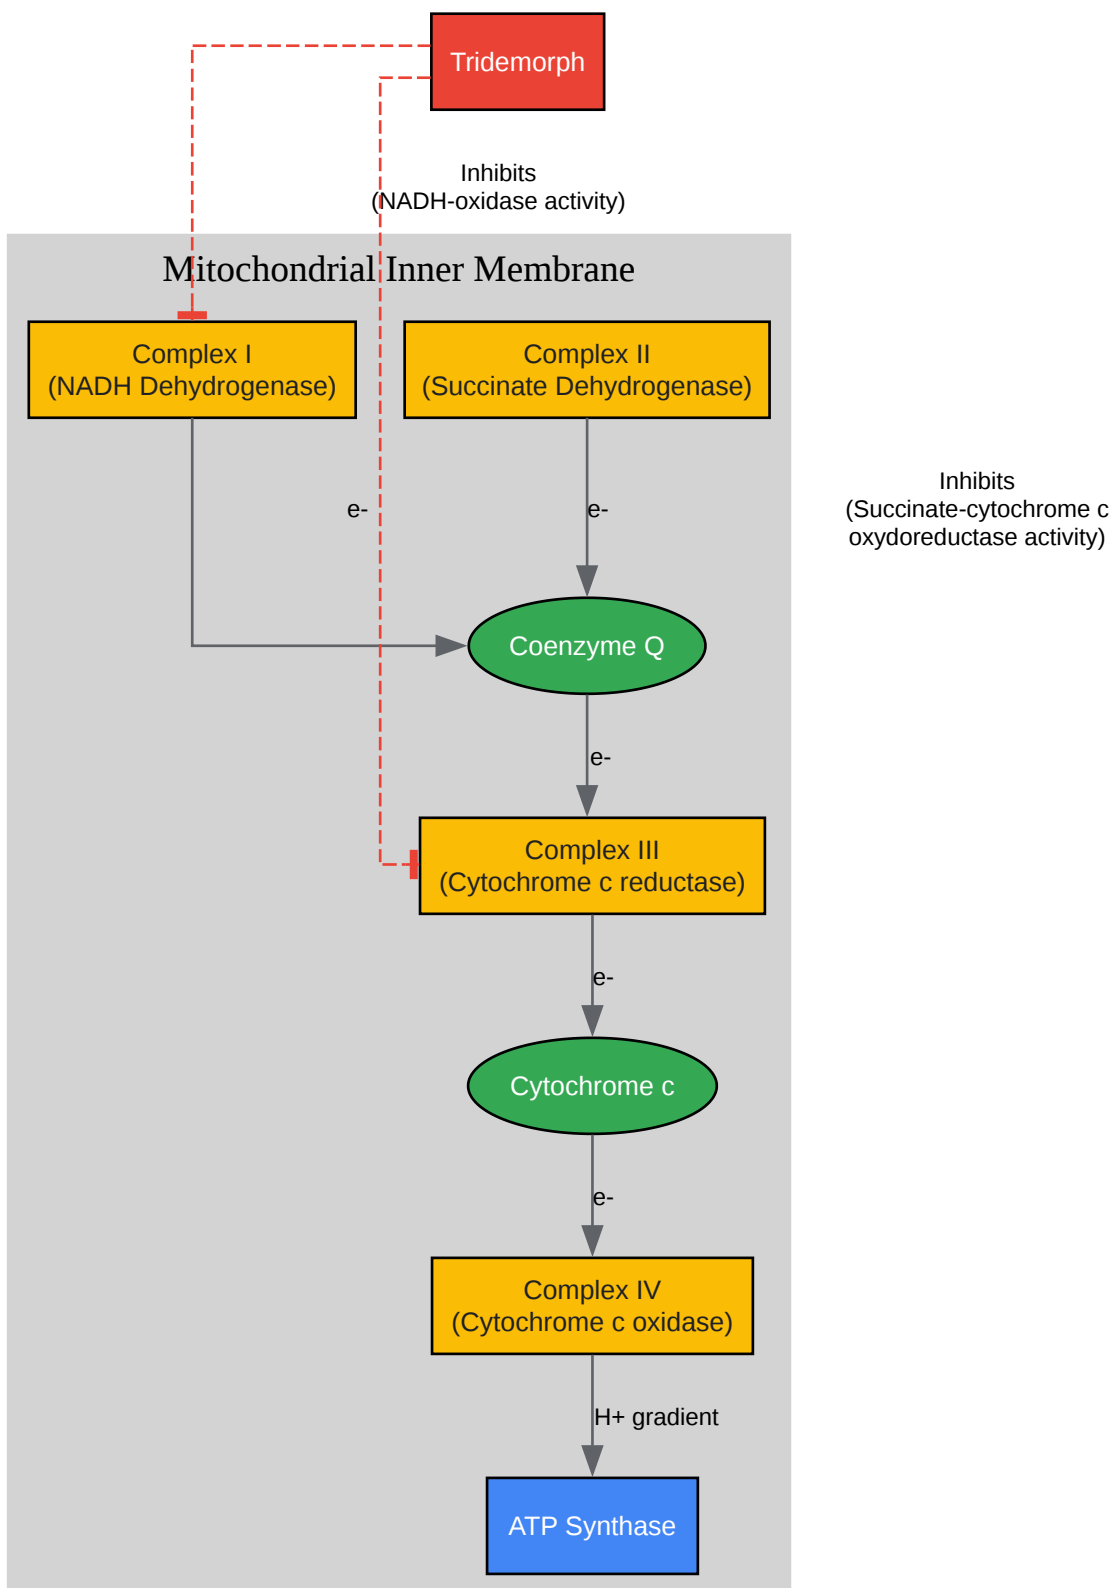 Tridemorph
Inhibits
(NADH-oxidase activity)
Mitochondrial Inner Membrane
Complex I
(NADH Dehydrogenase)
Complex II
(Succinate Dehydrogenase)
e-
e-
Inhibits
(Succinate-cytochrome c
oxydoreductase activity)
Coenzyme Q
e-
Complex III
(Cytochrome c reductase)
e-
Cytochrome c
e-
Complex IV
(Cytochrome c oxidase)
H+ gradient
ATP Synthase